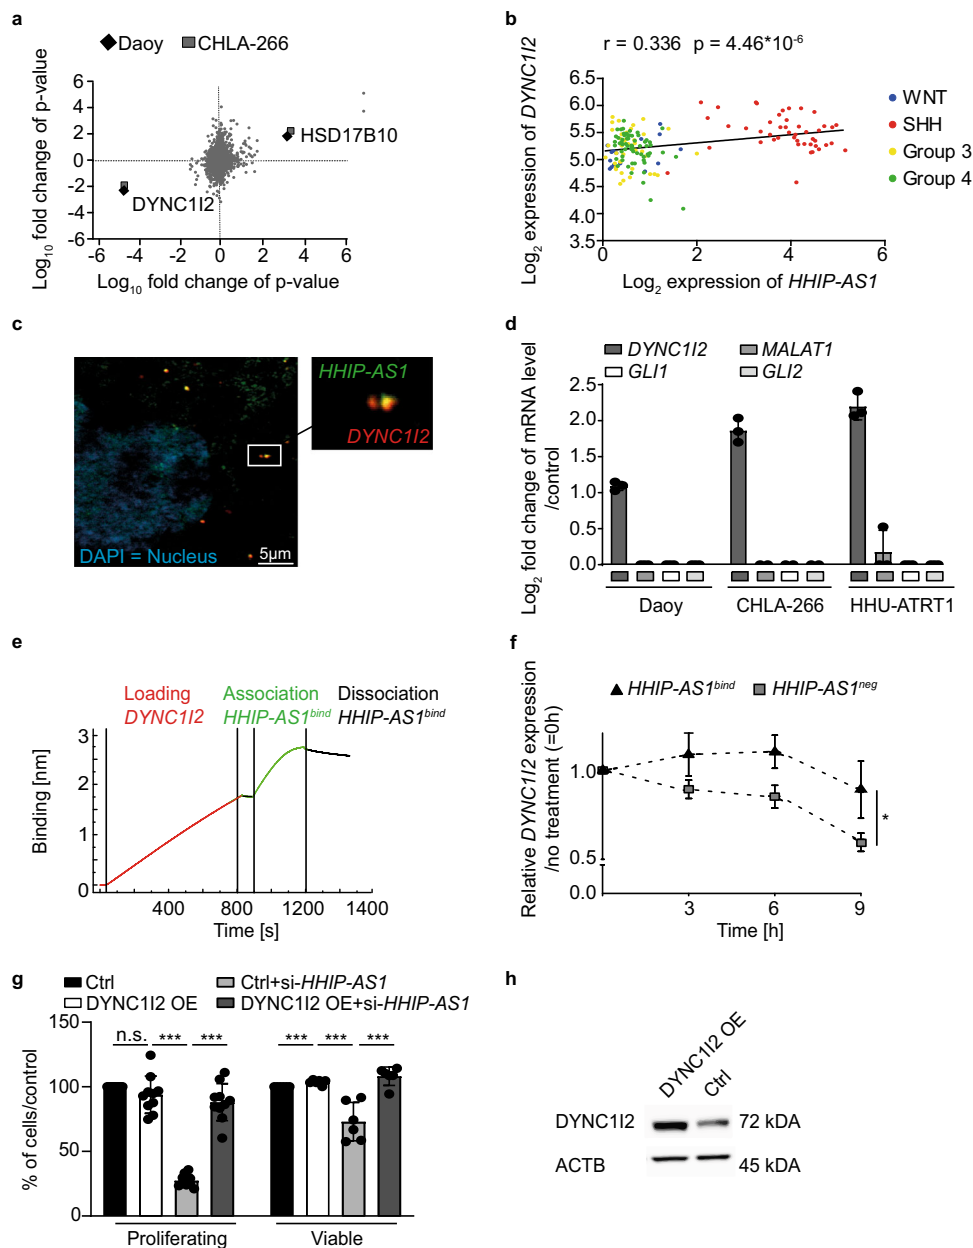 a
Daoy CHLA-266
Log10 fold change of p-value
6
4
2
0
-2
-4
-6
HSD17B10
DYNC1I2
-6 -4 -2 0 2 4 6
Log10 fold change of p-value
b
r = 0.336 p = 4.46*10-6
Log2 expression of DYNC1I2
6.5
6.0
5.5
5.0
4.5
4.0
3.5
0 2 4 6
Log2 expression of HHIP-AS1
WNT
SHH
Group 3
Group 4
c
HHIP-AS1
DYNC1I2
DAPI = Nucleus
5µm
d
DYNC1I2 MALAT1
GLI1 GLI2
Log2 fold change of mRNA level
/control
2.5
2.0
1.5
1.0
0.5
0.0
Daoy CHLA-266 HHU-ATRT1
e
Loading Association Dissociation
DYNC1I2 HHIP-AS1bind HHIP-AS1bind
Binding [nm]
3
2
1
0
400 800 1200 1400
Time [s]
f
HHIP-AS1bind HHIP-AS1neg
Relative DYNC1I2 expression
/no treatment (=0h)
1.0
0.5
0.0
*
3 6 9
Time [h]
g
Ctrl Ctrl+si-HHIP-AS1
DYNC1I2 OE DYNC1I2 OE+si-HHIP-AS1
% of cells/control
150
100
50
0
n.s. *** *** *** *** ***
Proliferating Viable
h
DYNC1I2 OE
Ctrl
DYNC1I2 72 kDA
ACTB 45 kDA